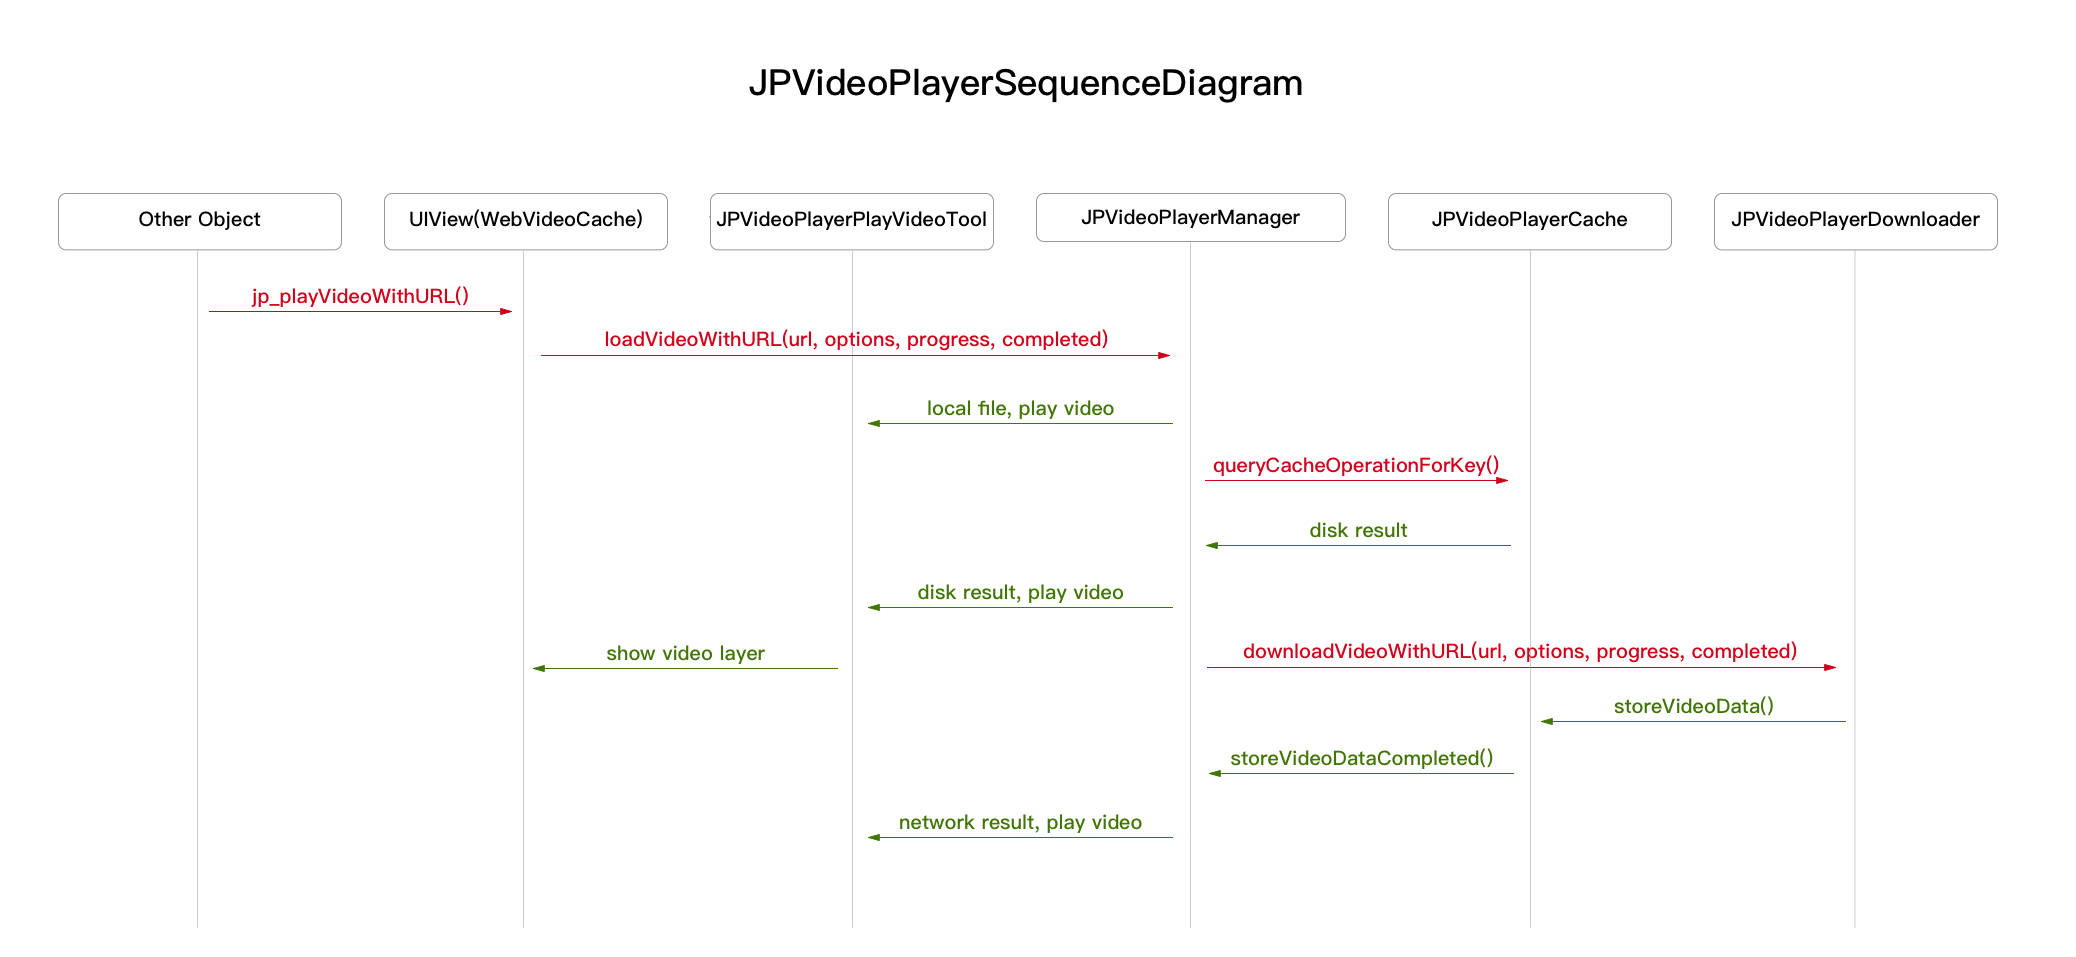 JPVideoPlayerSequenceDiagram
Other Object
UIView(WebVideoCache)
JPVideoPlayerPlayVideoTool
JPVideoPlayerManager
JPVideoPlayerCache
JPVideoPlayerDownloader
jp_playVideoWithURL()
loadVideoWithURL(url, options, progress, completed)
local file, play video
queryCacheOperationForKey()
disk result
disk result, play video
show video layer
downloadVideoWithURL(url, options, progress, completed)
storeVideoData()
storeVideoDataCompleted()
network result, play video